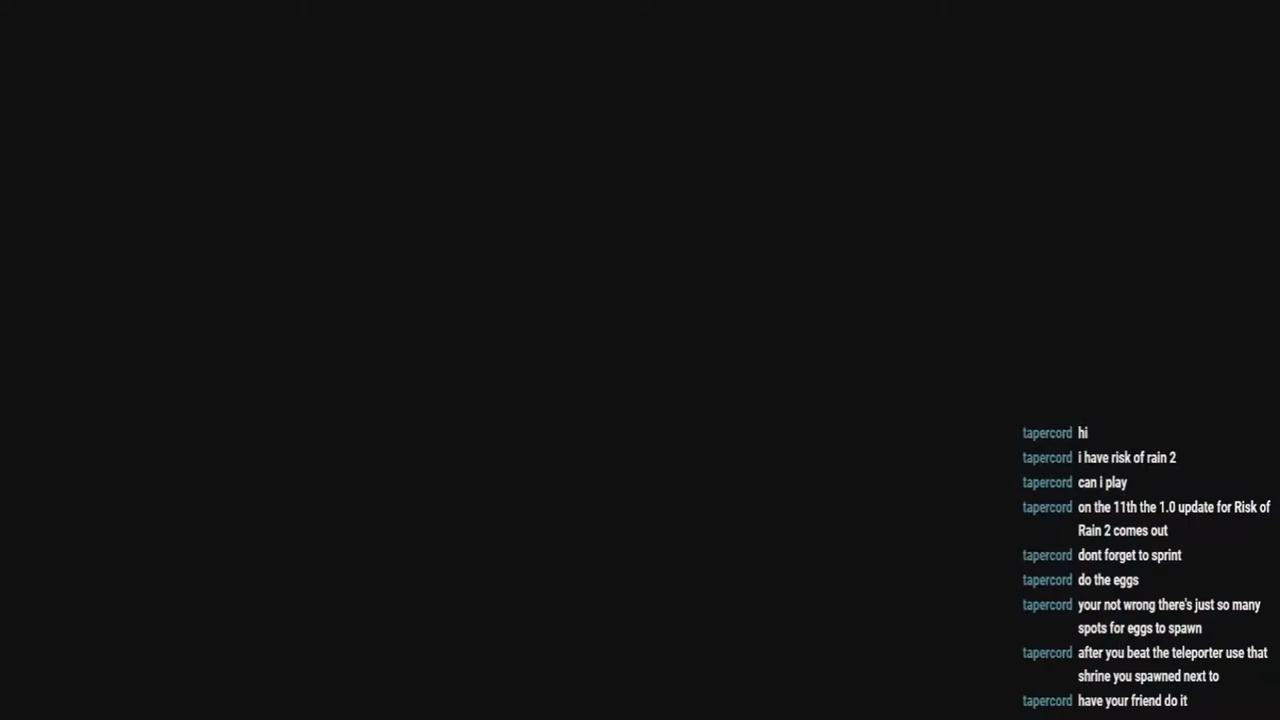 tapercord hi
tapercord i have risk of rain 2
tapercord can i play
tapercord on the 11th the 1.0 update for Risk of
Rain 2 comes out
tapercord dont forget to sprint
tapercord do the eggs
tapercord your not wrong there's just so many
spots for eggs to spawn
tapercord after you beat the teleporter use that
shrine you spawned next to
tapercord have your friend do it